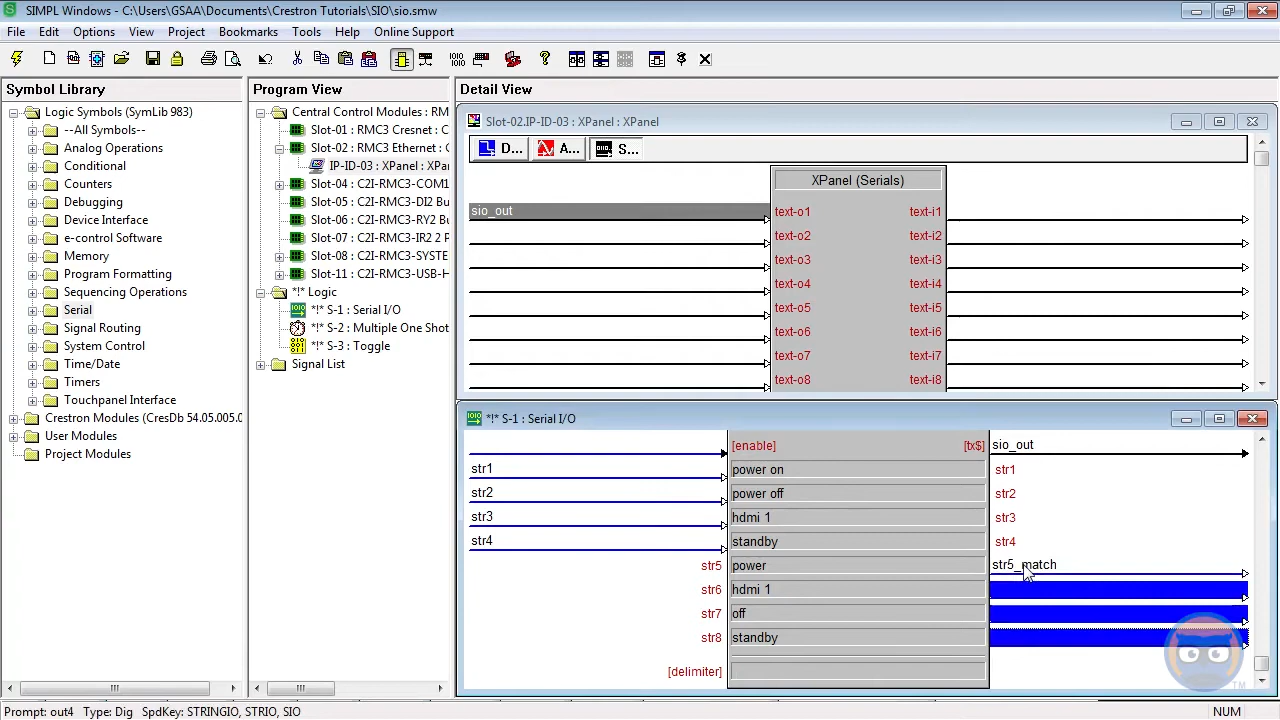 SIMPL Windows - C:\Users\GSAA\Documents\Crestron Tutorials\SIO\sio.smw
File Edit Options View Project Bookmarks Tools Help Online Support
Symbol Library
Logic Symbols (SymLib 983)
--All Symbols--
Analog Operations
Conditional
Counters
Debugging
Device Interface
e-control Software
Memory
Program Formatting
Sequencing Operations
Serial
Signal Routing
System Control
Time/Date
Timers
Touchpanel Interface
Crestron Modules (CresDb 54.05.005.0
User Modules
Project Modules
Program View
Central Control Modules : RM
Slot-01 : RMC3 Cresnet : C
Slot-02 : RMC3 Ethernet : C
IP-ID-03 : XPanel : XPa
Slot-04 : C2I-RMC3-COM1
Slot-05 : C2I-RMC3-DI2 Bu
Slot-06 : C2I-RMC3-RY2 Bu
Slot-07 : C2I-RMC3-IR2 2 P
Slot-08 : C2I-RMC3-SYSTE
Slot-11 : C2I-RMC3-USB-H
*!* Logic
*!* S-1 : Serial I/O
*!* S-2 : Multiple One Shot
*!* S-3 : Toggle
Signal List
Detail View
Slot-02.IP-ID-03 : XPanel : XPanel
D... A... S...
XPanel (Serials)
sio_out text-o1 text-i1
text-o2 text-i2
text-o3 text-i3
text-o4 text-i4
text-o5 text-i5
text-o6 text-i6
text-o7 text-i7
text-o8 text-i8
*!* S-1 : Serial I/O
[enable] [tx$] sio_out
str1 power on str1
str2 power off str2
str3 hdmi 1 str3
str4 standby str4
str5 power str5_match
str6 hdmi 1
str7 off
str8 standby
[delimiter]
TM
Prompt: out4 Type: Dig SpdKey: STRINGIO, STRIO, SIO
NUM